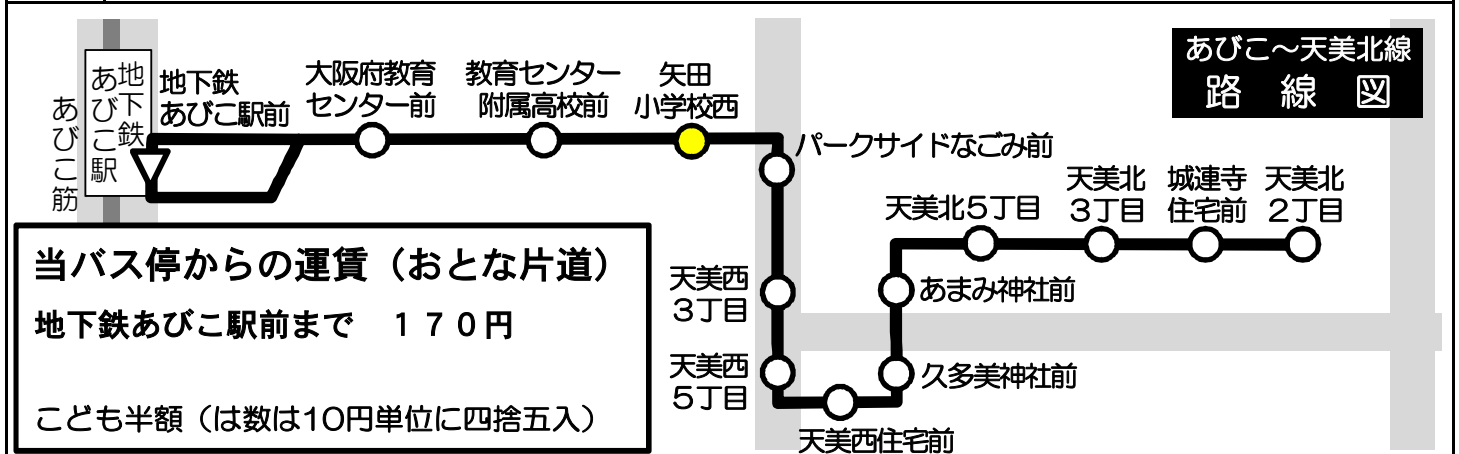 あびこ～天美北線
路　線　図
あびこ筋
地下鉄
あびこ駅
地下鉄
あびこ駅前
大阪府教育
センター前
教育センター
附属高校前
矢田
小学校西
パークサイドなごみ前
天美西
３丁目
天美西
５丁目
天美西住宅前
久多美神社前
あまみ神社前
天美北５丁目
天美北
３丁目
城連寺
住宅前
天美北
２丁目
当バス停からの運賃（おとな片道）
地下鉄あびこ駅前まで　１７０円
こども半額（は数は10円単位に四捨五入）